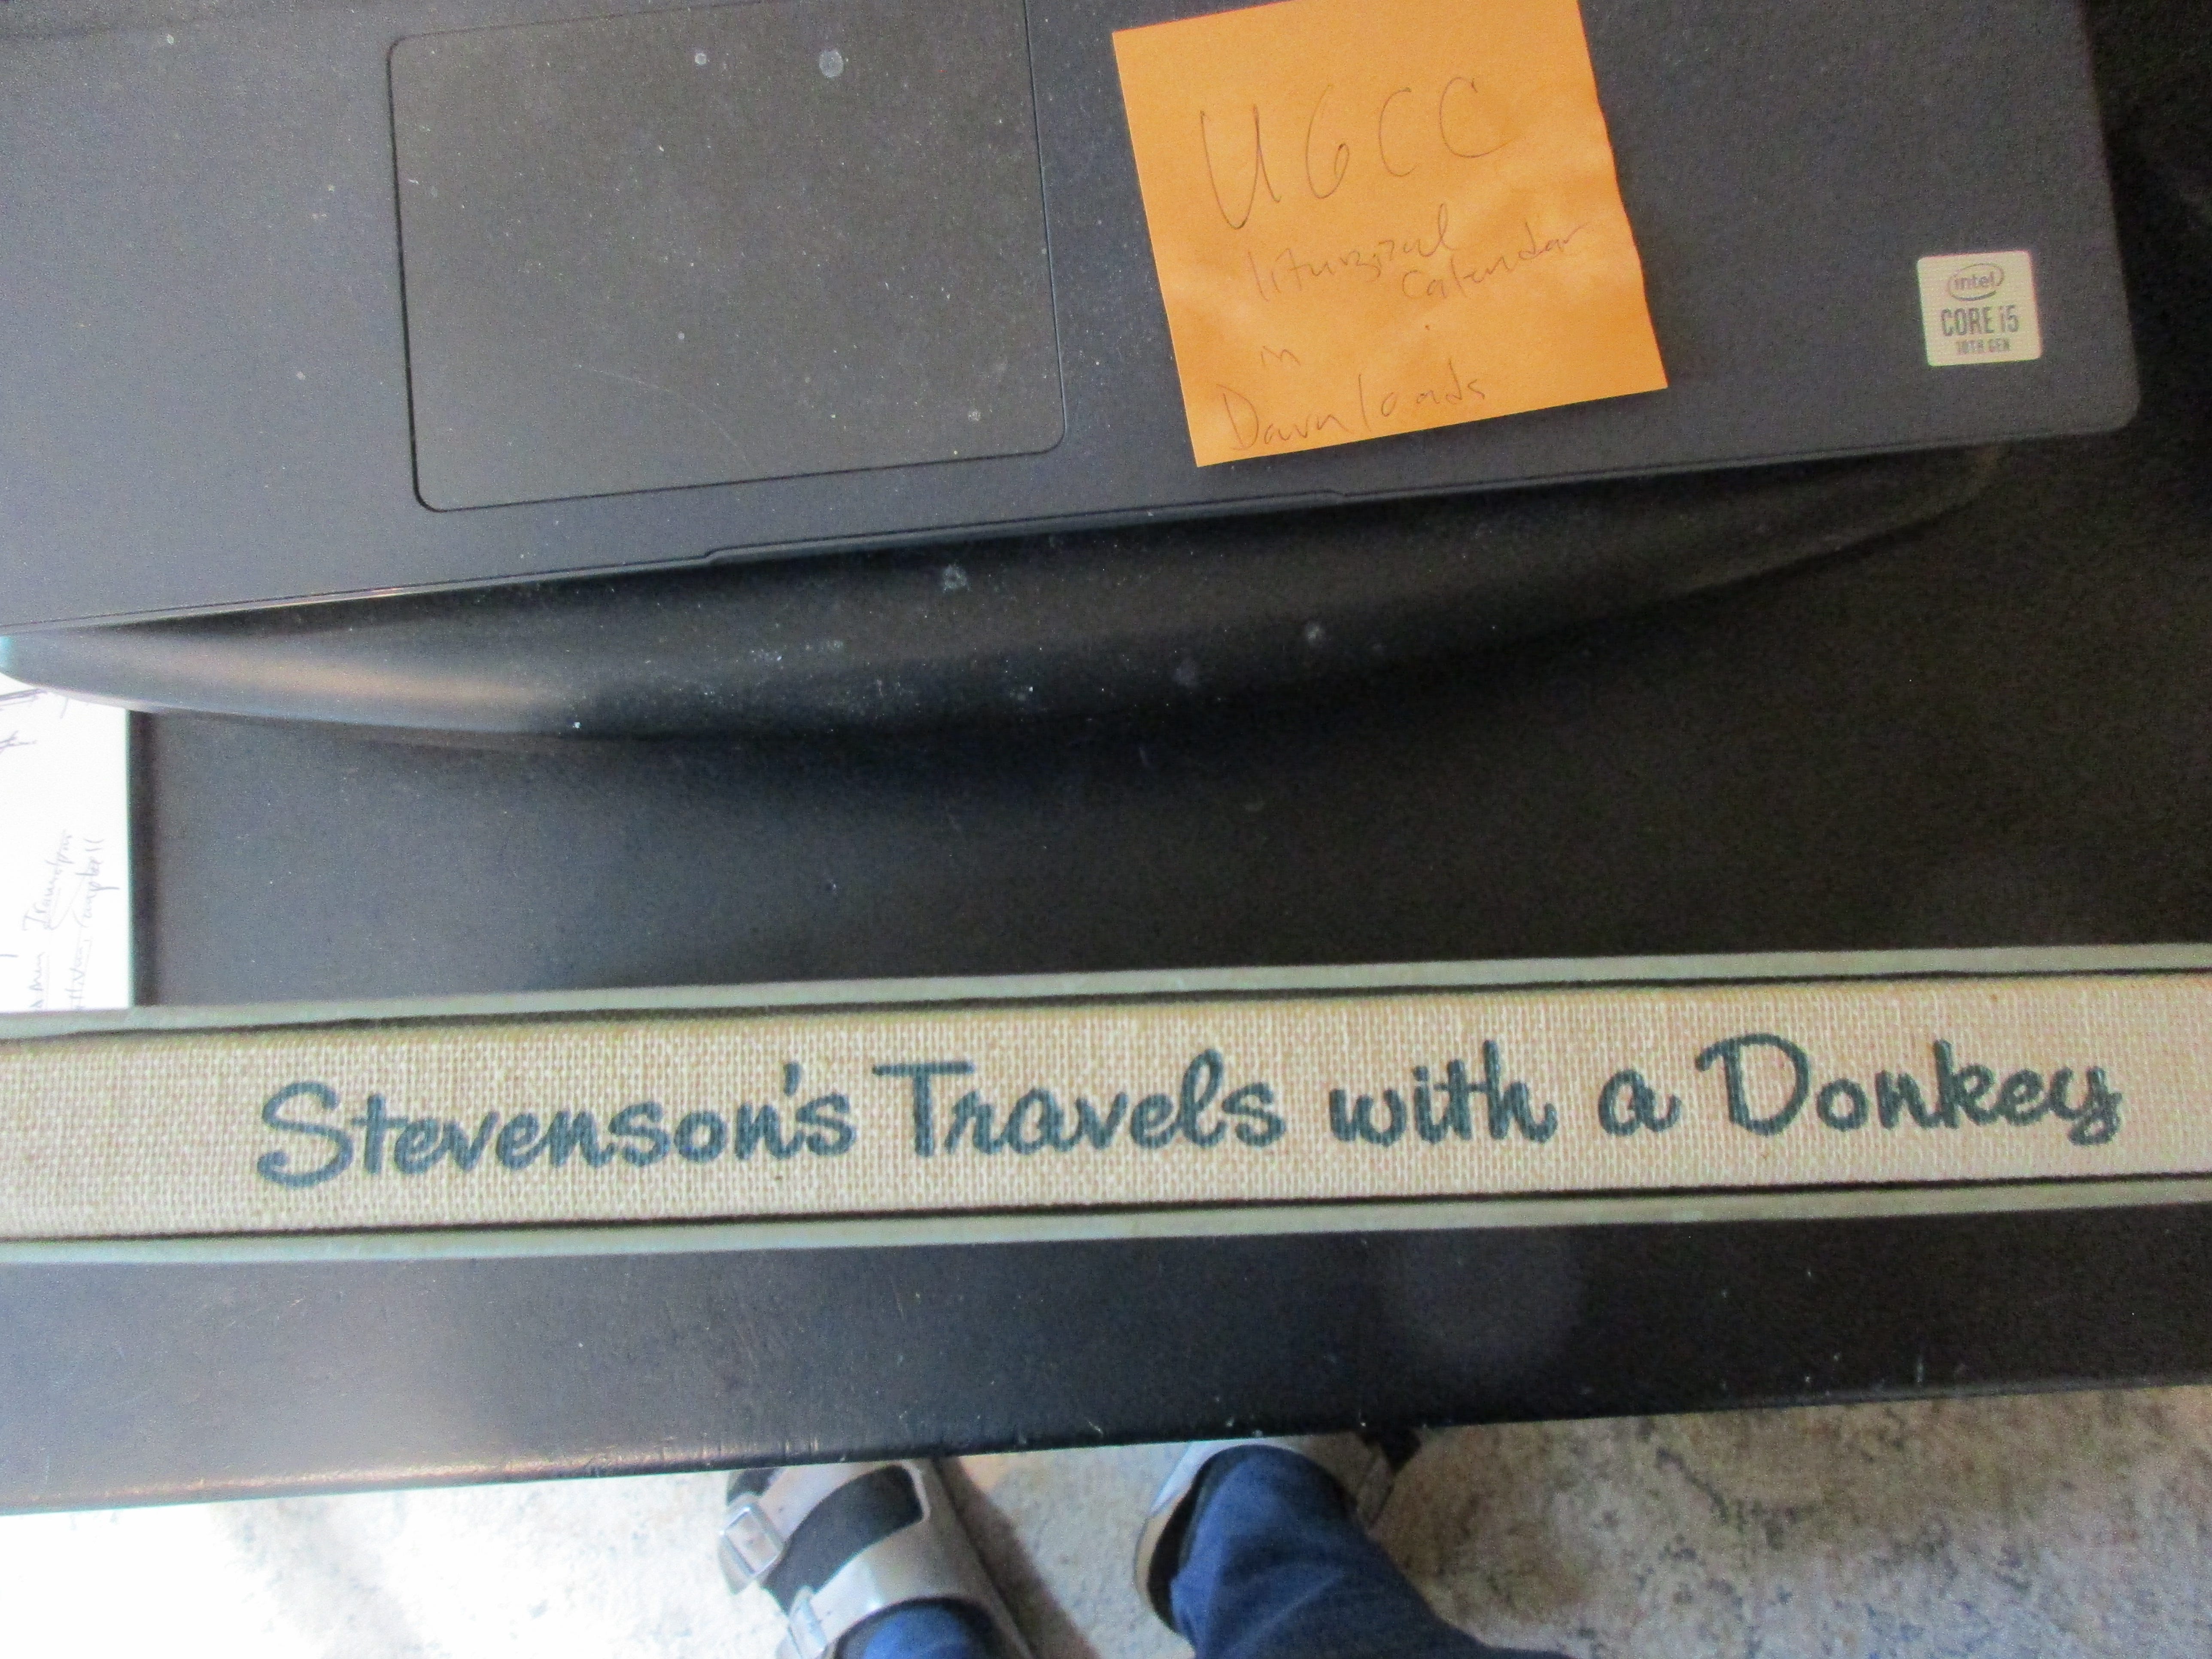 UGCC
liturgical
calendar
in
Downloads
intel
CORE i5
10TH GEN
Stevenson's Travels with a Donkey